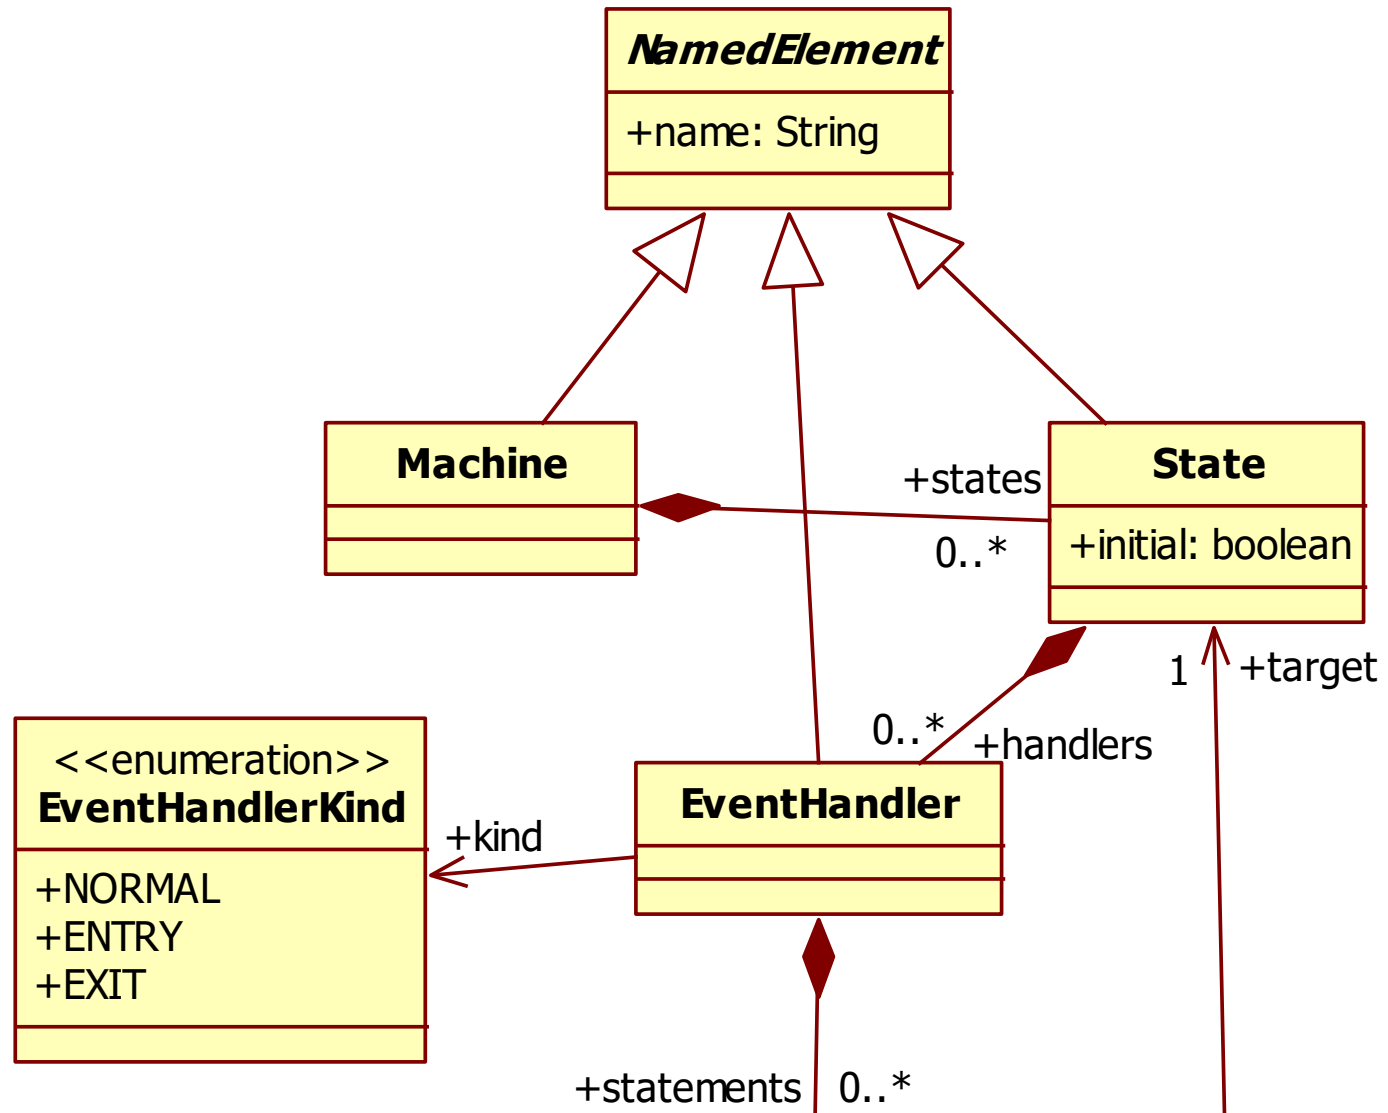 NamedElement
+name: String
Machine
+states
0..*
State
+initial: boolean
1
+target
0..*
+handlers
<<enumeration>>
EventHandlerKind
+NORMAL
+ENTRY
+EXIT
+kind
EventHandler
+statements
0..*